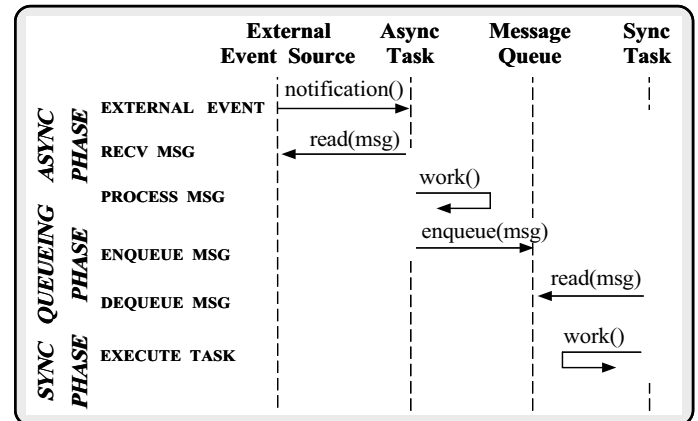 External Async Message Sync
Event Source Task Queue Task
notification()
EXTERNAL EVENT
read(msg)
RECV MSG
work()
PROCESS MSG
enqueue(msg)
ENQUEUE MSG
read(msg)
DEQUEUE MSG
work()
EXECUTE TASK
ASYNC
PHASE
QUEUEING
PHASE
SYNC
PHASE